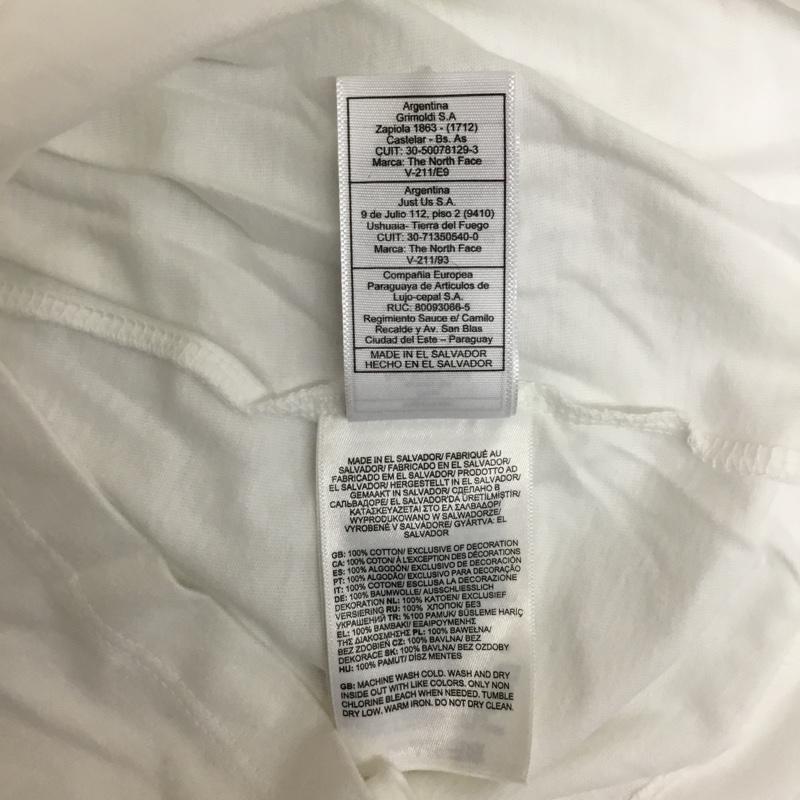 Argentina
Grimoldi S.A
Zapiola 1863 - (1712)
Castelar - Bs. As
CUIT: 30-50078129-3
Marca: The North Face
V-211/E9
Argentina
Just Us S.A.
9 de Julio 112, piso 2 (9410)
Ushuaia- Tierra del Fuego
CUIT: 30-71350540-0
Marca: The North Face
V-211/93
Compañia Europea
Paraguaya de Articulos de
Lujo-cepal S.A.
RUC: 80093066-5
Regimiento Sauce e/ Camilo
Recalde y Av. San Blas
Ciudad del Este – Paraguay
MADE IN EL SALVADOR
HECHO EN EL SALVADOR
MADE IN EL SALVADOR/ FABRIQUÉ AU
SALVADOR/ FABRICADO EN EL SALVADOR/
FABRICADO EM EL SALVADOR/ PRODOTTO AD
EL SALVADOR/ HERGESTELLT IN EL SALVADOR/
GEMAAKT IN SALVADOR/ СДЕЛАНО В
САЛЬВАДОРЕ/ EL SALVADOR'DA ÜRETİLMİŞTİR/
ΚΑΤΑΣΚΕΥΑΖΕΤΑΙ ΣΤΟ ΕΛ ΣΑΛΒΑΔΟΡ/
WYPRODUKOWANO W SALWADORZE/
VYROBENÉ V SALVADORE/ GYÁRTVA: EL
SALVADOR
GB: 100% COTTON/ EXCLUSIVE OF DECORATION
CA: 100% COTON/ À L'EXCEPTION DES DÉCORATIONS
ES: 100% ALGODÓN/ EXCLUSIVO DE DECORACIÓN
PT: 100% ALGODÃO/ EXCLUSIVO PARA DECORAÇÃO
IT: 100% COTONE/ ESCLUSA LA DECORAZIONE
DE: 100% BAUMWOLLE/ AUSSCHLIESSLICH
DEKORATION NL: 100% KATOEN/ EXCLUSIEF
VERSIERING RU: 100% ХЛОПОК/ БЕЗ
УКРАШЕНИЙ TR: %100 PAMUK/ SÜSLEME HARİÇ
EL: 100% ΒΑΜΒΑΚΙ/ ΕΞΑΙΡΟΥΜΕΝΗΣ
ΤΗΣ ΔΙΑΚΟΣΜΗΣΗΣ PL: 100% BAWEŁNA/
BEZ ZDOBIEŃ CZ: 100% BAVLNA/ BEZ
DEKORACE SK: 100% BAVLNA/ BEZ OZDOBY
HU: 100% PAMUT/ DÍSZ MENTES
GB: MACHINE WASH COLD. WASH AND DRY
INSIDE OUT WITH LIKE COLORS. ONLY NON
CHLORINE BLEACH WHEN NEEDED. TUMBLE
DRY LOW. WARM IRON. DO NOT DRY CLEAN.